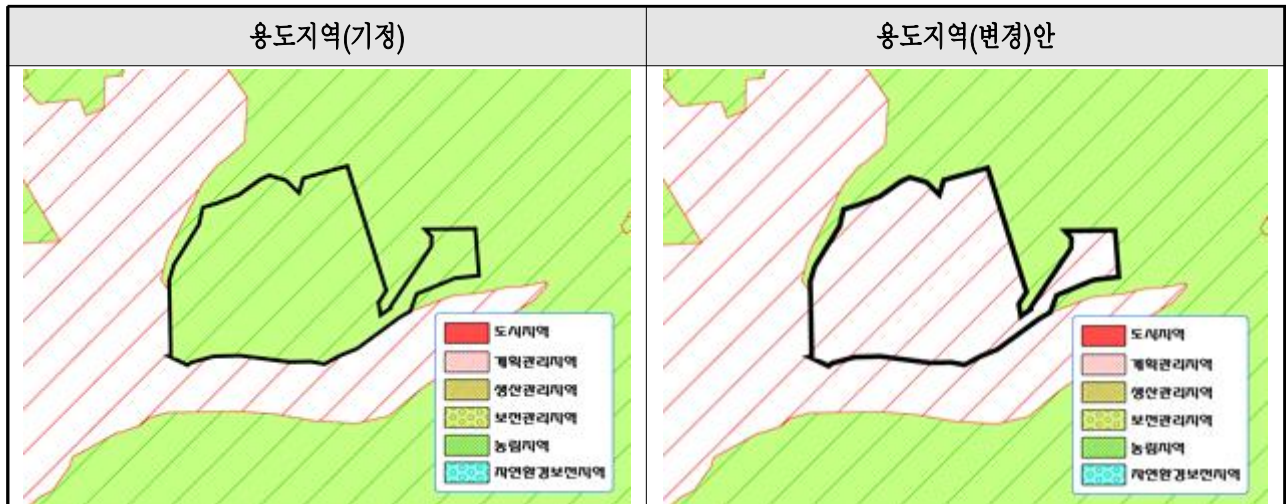 용도지역(기정)
용도지역(변경)안
도시지역
계획관리지역
생산관리지역
보전관리지역
농림지역
자연환경보전지역
도시지역
계획관리지역
생산관리지역
보전관리지역
농림지역
자연환경보전지역